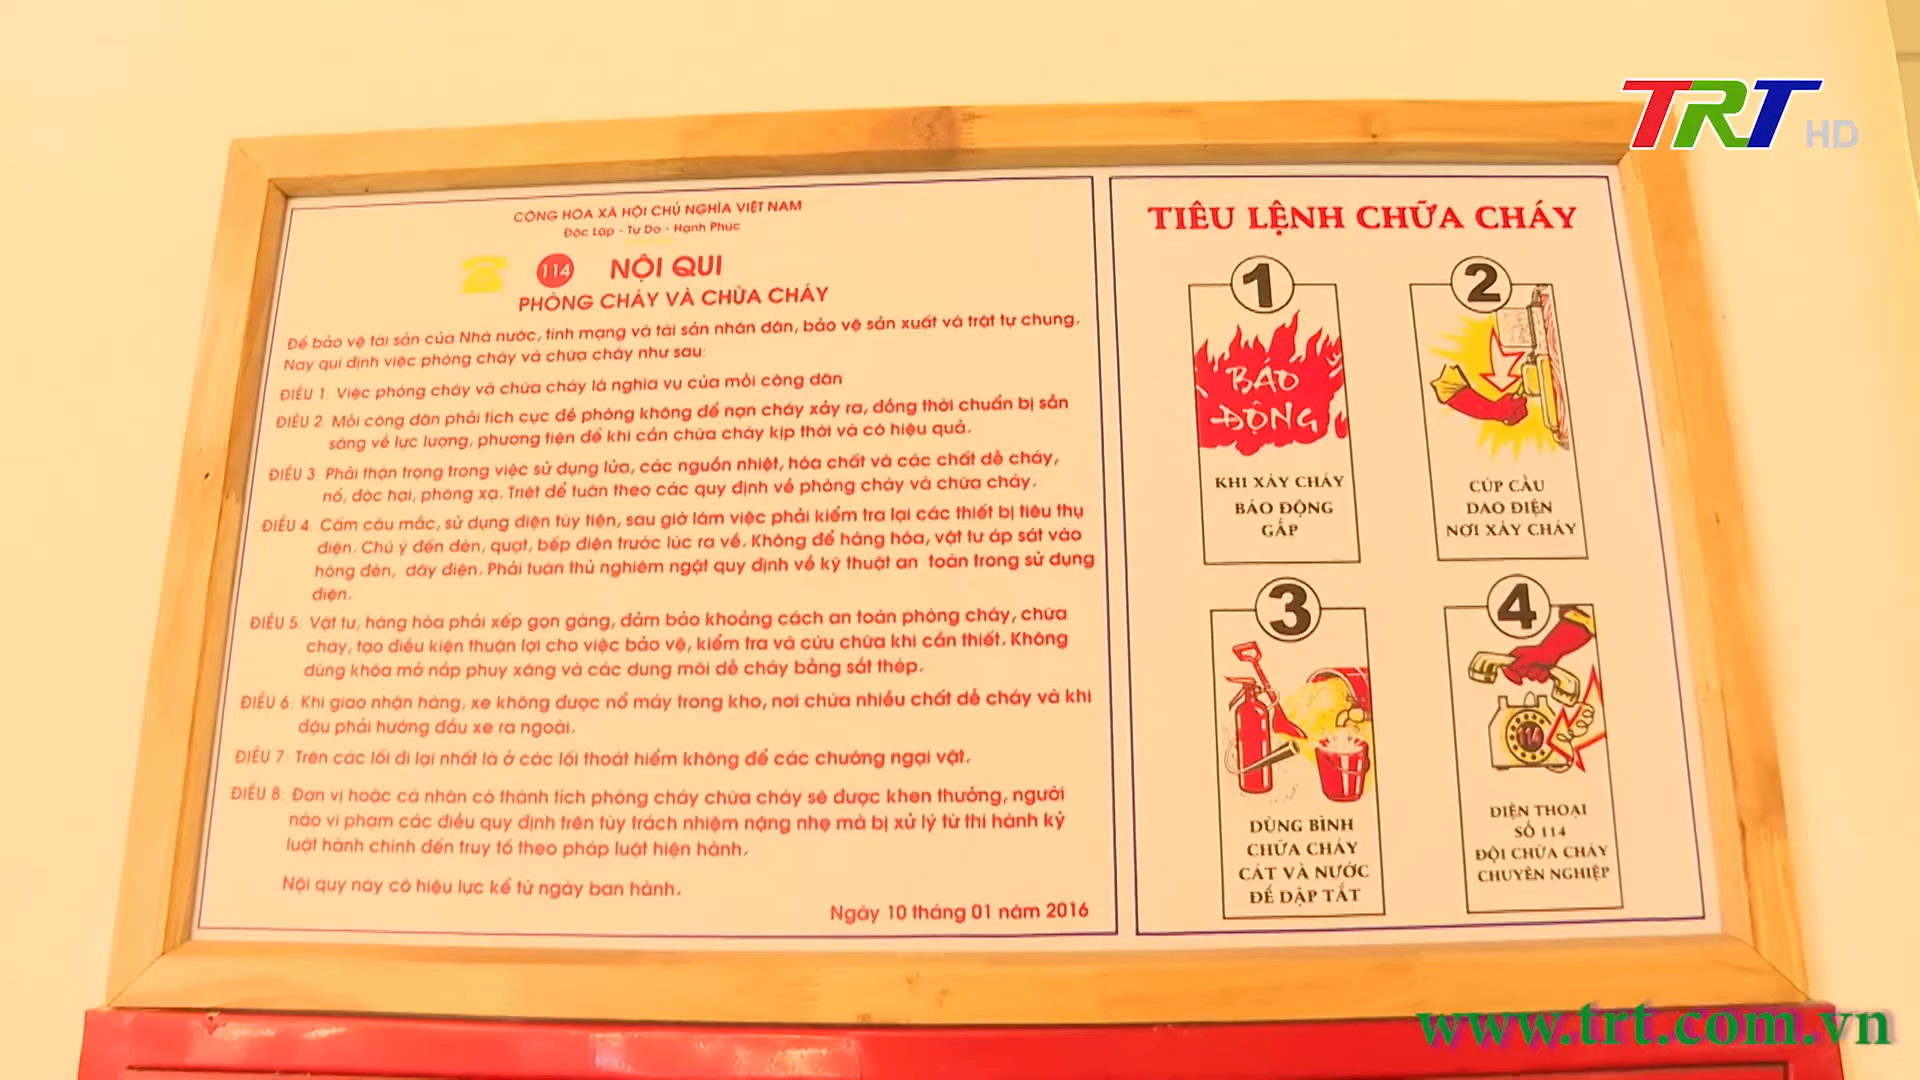 TRT HD
CỘNG HÒA XÃ HỘI CHỦ NGHĨA VIỆT NAM
Độc Lập - Tự Do - Hạnh Phúc
114 NỘI QUI
PHÒNG CHÁY VÀ CHỮA CHÁY
Để bảo vệ tài sản của Nhà nước, tính mạng và tài sản nhân dân, bảo vệ sản xuất và trật tự chung.
Nay qui định việc phòng cháy và chữa cháy như sau:
ĐIỀU 1: Việc phòng cháy và chữa cháy là nghĩa vụ của mỗi công dân
ĐIỀU 2: Mỗi công dân phải tích cực đề phòng không để nạn cháy xảy ra, đồng thời chuẩn bị sẵn
sàng về lực lượng, phương tiện để khi cần chữa cháy kịp thời và có hiệu quả.
ĐIỀU 3: Phải thận trọng trong việc sử dụng lửa, các nguồn nhiệt, hóa chất và các chất dễ cháy,
nổ, độc hại, phóng xạ. Triệt để tuân theo các quy định về phòng cháy và chữa cháy.
ĐIỀU 4: Cấm câu mắc, sử dụng điện tùy tiện, sau giờ làm việc phải kiểm tra lại các thiết bị tiêu thụ
điện. Chú ý đến đèn, quạt, bếp điện trước lúc ra về. Không để hàng hóa, vật tư áp sát vào
hông đèn, dây điện. Phải tuân thủ nghiêm ngặt quy định về kỹ thuật an toàn trong sử dụng
điện.
ĐIỀU 5: Vật tư, hàng hóa phải xếp gọn gàng, đảm bảo khoảng cách an toàn phòng cháy, chữa
cháy, tạo điều kiện thuận lợi cho việc bảo vệ, kiểm tra và cứu chữa khi cần thiết. Không
dùng khóa mở nắp phuy xăng và các dung môi dễ cháy bằng sắt thép.
ĐIỀU 6: Khi giao nhận hàng, xe không được nổ máy trong kho, nơi chứa nhiều chất dễ cháy và khi
đậu phải hướng đầu xe ra ngoài.
ĐIỀU 7: Trên các lối đi lại nhất là ở các lối thoát hiểm không để các chướng ngại vật.
ĐIỀU 8: Đơn vị hoặc cá nhân có thành tích phòng cháy chữa cháy sẽ được khen thưởng, người
nào vi phạm các điều quy định trên tùy trách nhiệm nặng nhẹ mà bị xử lý từ thi hành kỷ
luật hành chính đến truy tố theo pháp luật hiện hành.
Nội quy này có hiệu lực kể từ ngày ban hành.
Ngày 10 tháng 01 năm 2016
TIÊU LỆNH CHỮA CHÁY
1
BÁO
ĐỘNG
KHI XẢY CHÁY
BÁO ĐỘNG
GẤP
2
CÚP CẦU
DAO ĐIỆN
NƠI XẢY CHÁY
3
DÙNG BÌNH
CHỮA CHÁY
CÁT VÀ NƯỚC
ĐỂ DẬP TẮT
4
114
ĐIỆN THOẠI
SỐ 114
ĐỘI CHỮA CHÁY
CHUYÊN NGHIỆP
www.trt.com.vn